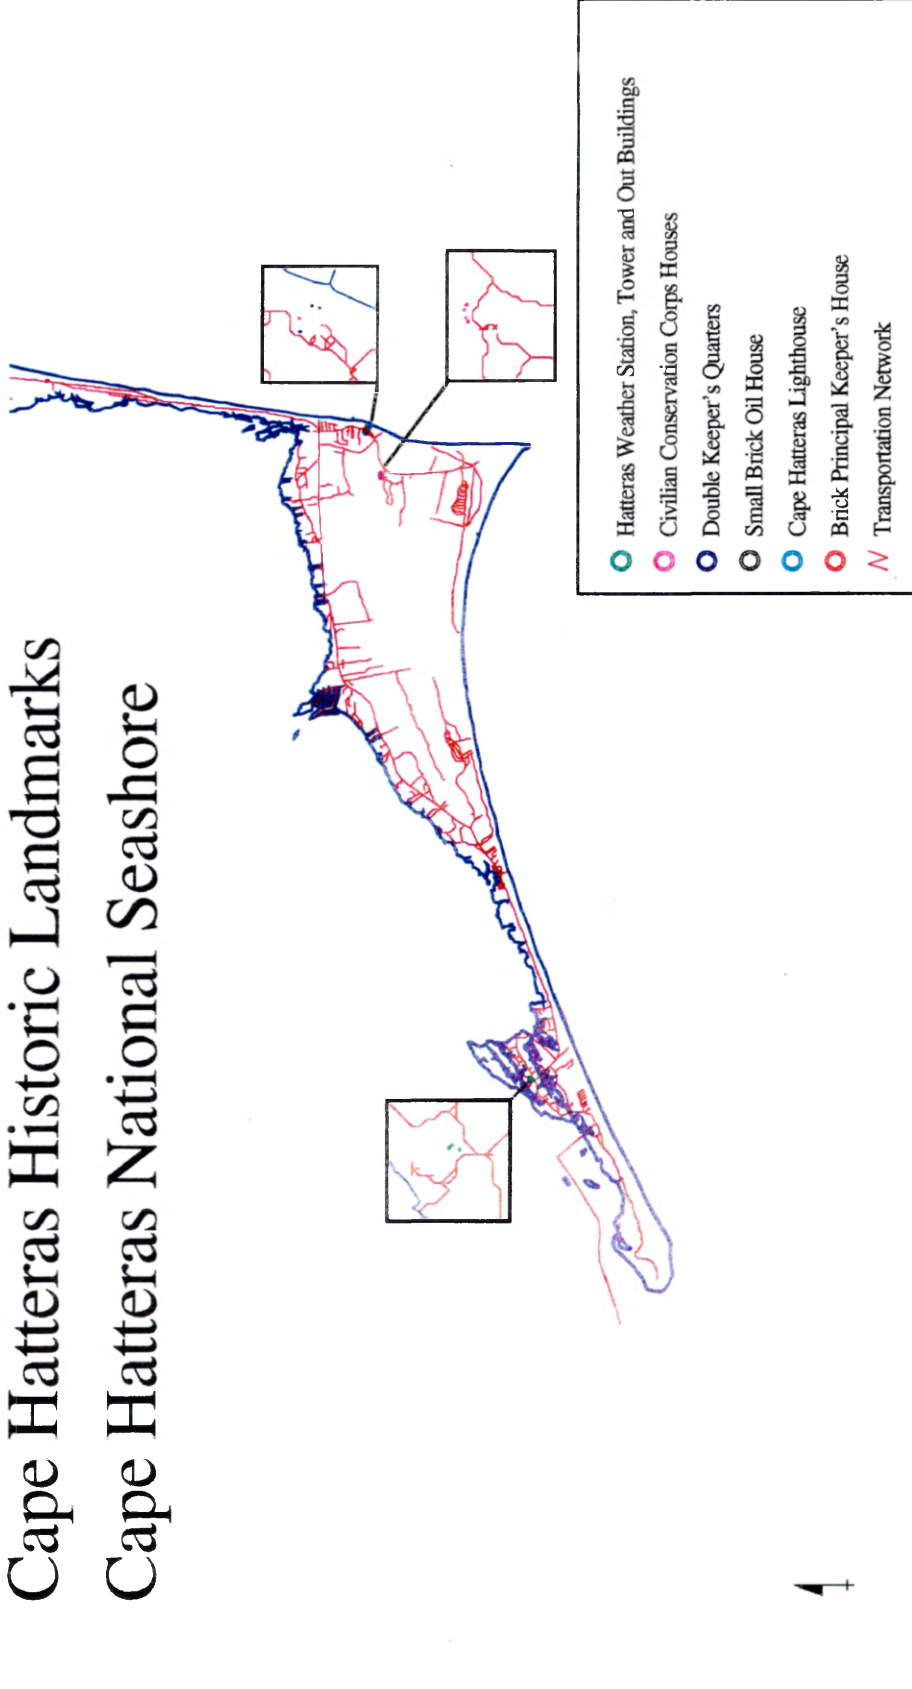 Cape Hatteras Historic Landmarks
Cape Hatteras National Seashore
Hatteras Weather Station, Tower and Out Buildings
Civilian Conservation Corps Houses
Double Keeper's Quarters
Small Brick Oil House
Cape Hatteras Lighthouse
Brick Principal Keeper's House
Transportation Network